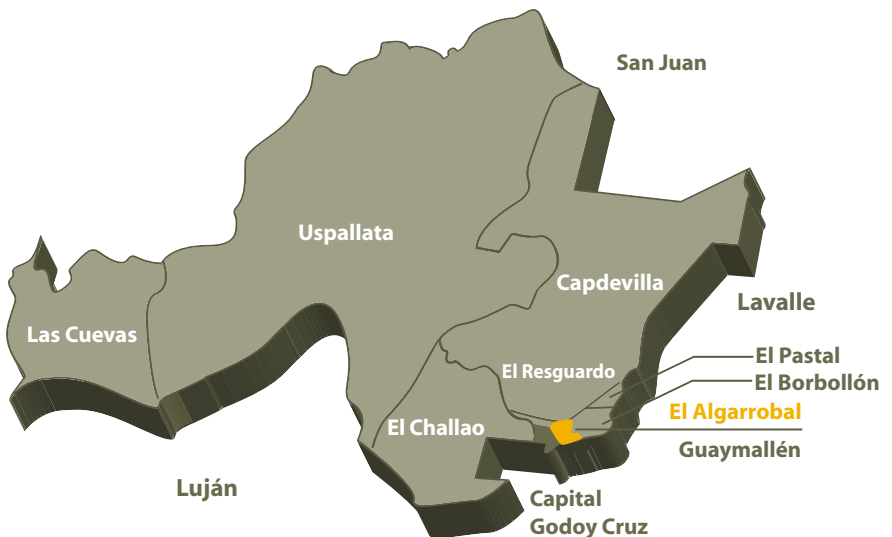 San Juan
Uspallata
Capdevilla
Lavalle
Las Cuevas
El Pastal
El Resguardo
El Borbollón
El Algarrobal
El Challao
Guaymallén
Luján
Capital
Godoy Cruz